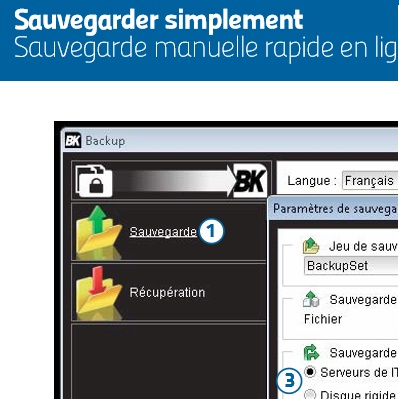 Sauvegarder simplement
Sauvegarde manuelle rapide en lig
BK Backup
BK
Langue : Français
Paramètres de sauvega
Sauvegarde 1
Jeu de sauv
BackupSet
Récupération
Sauvegarde
Fichier
Sauvegarde
3 Serveurs de IT
Disque rigide